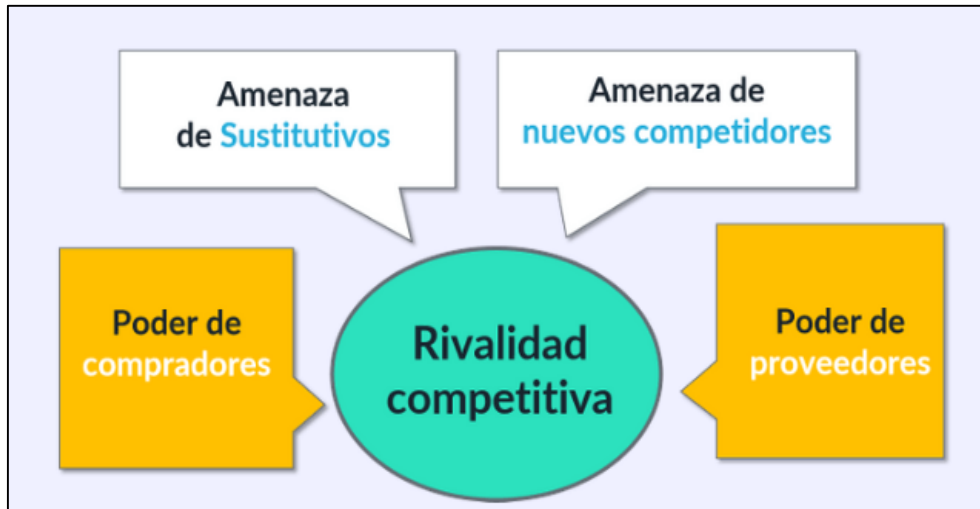 Amenaza
de Sustitutivos
Amenaza de
nuevos competidores
Poder de
compradores
Rivalidad
competitiva
Poder de
proveedores